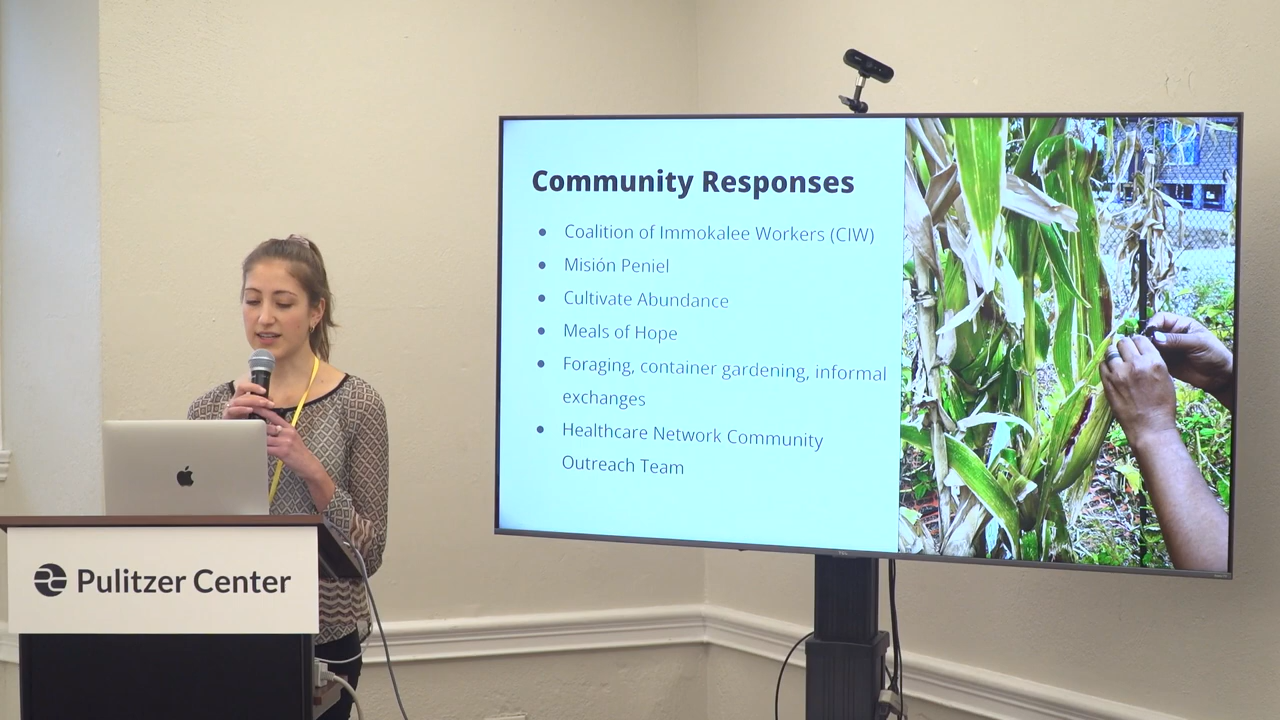 Community Responses
Coalition of Immokalee Workers (CIW)
Misión Peniel
Cultivate Abundance
Meals of Hope
Foraging, container gardening, informal
exchanges
Healthcare Network Community
Outreach Team
Pulitzer Center
TCL